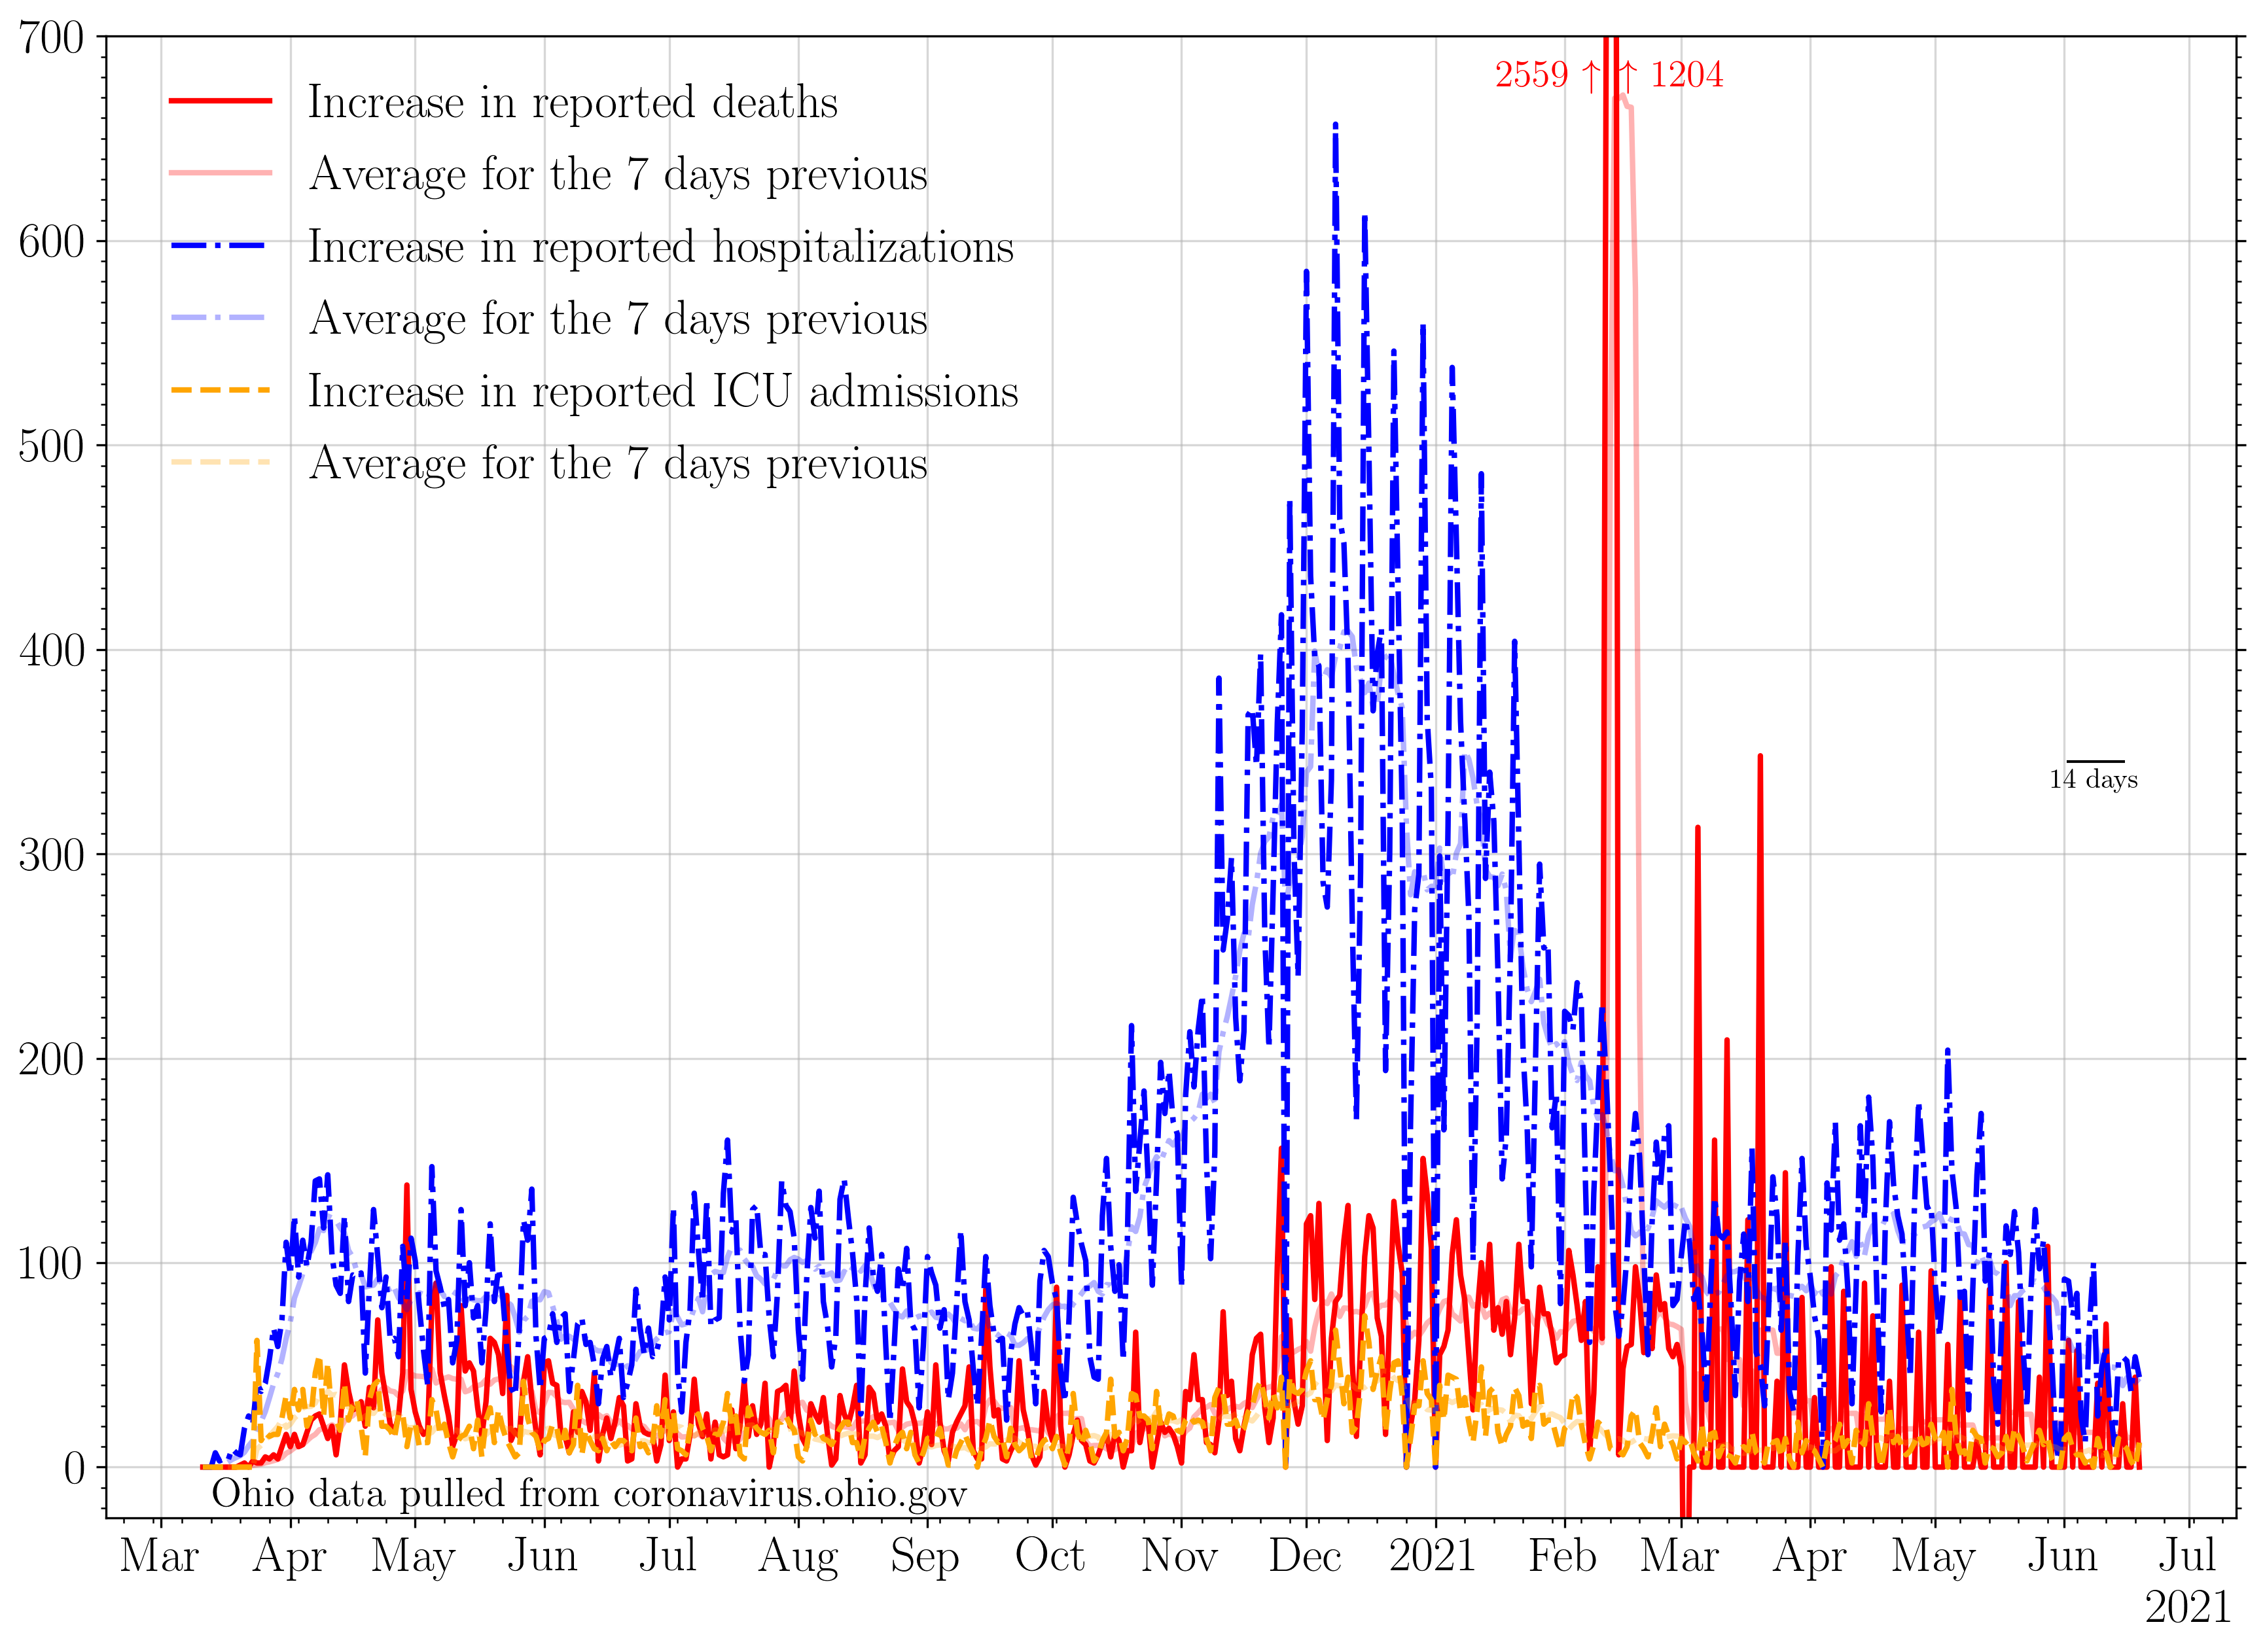 700
600
500
400
300
200
100
0
2559 ↑ ↑ 1204
Increase in reported deaths
Average for the 7 days previous
Increase in reported hospitalizations
Average for the 7 days previous
Increase in reported ICU admissions
Average for the 7 days previous
14 days
Ohio data pulled from coronavirus.ohio.gov
Mar Apr May Jun Jul Aug Sep Oct Nov Dec 2021 Feb Mar Apr May Jun Jul
2021